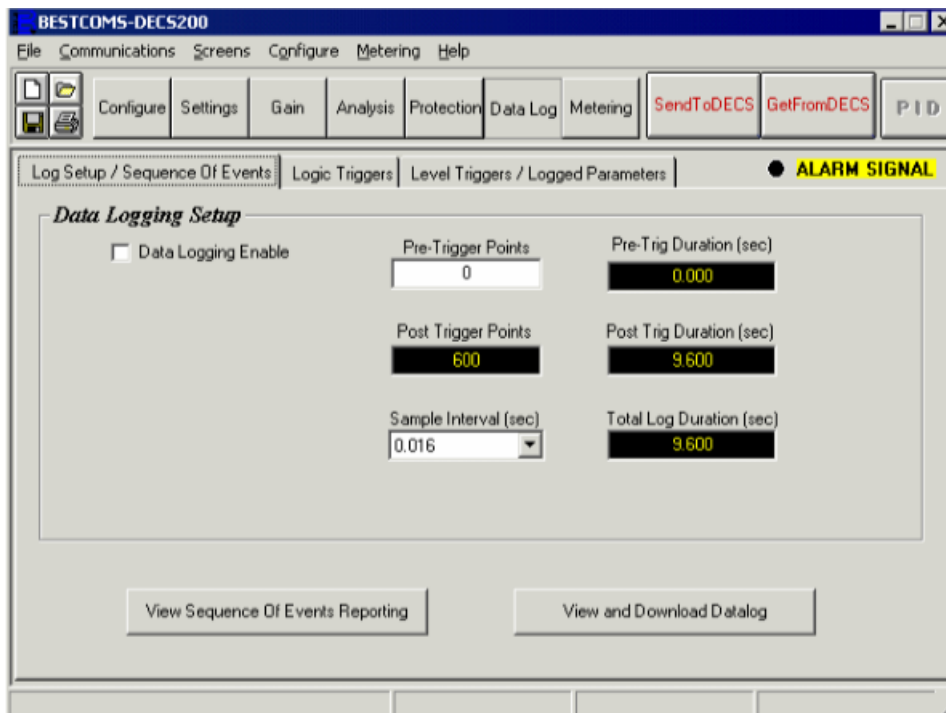 BESTCOMS-DECS200
File Communications Screens Configure Metering Help
Configure Settings Gain Analysis Protection Data Log Metering SendToDECS GetFromDECS PID
Log Setup / Sequence Of Events Logic Triggers Level Triggers / Logged Parameters ALARM SIGNAL
Data Logging Setup
Data Logging Enable
Pre-Trigger Points Pre-Trig Duration (sec)
0 0.000
Post Trigger Points Post Trig Duration (sec)
600 9.600
Sample Interval (sec) Total Log Duration (sec)
0.016 9.600
View Sequence Of Events Reporting View and Download Datalog